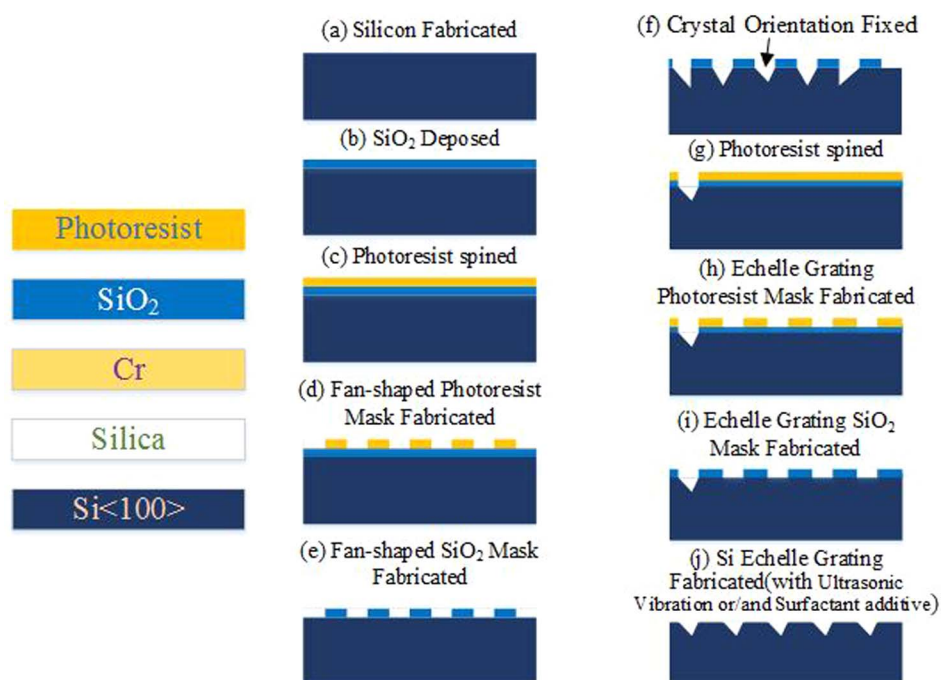 Photoresist
SiO₂
Cr
Silica
Si<100>
(a) Silicon Fabricated
(b) SiO₂ Deposed
(c) Photoresist spined
(d) Fan-shaped Photoresist
Mask Fabricated
(e) Fan-shaped SiO₂ Mask
Fabricated
(f) Crystal Orientation Fixed
(g) Photoresist spined
(h) Echelle Grating
Photoresist Mask Fabricated
(i) Echelle Grating SiO₂
Mask Fabricated
(j) Si Echelle Grating
Fabricated(with Ultrasonic
Vibration or/and Surfactant additive)